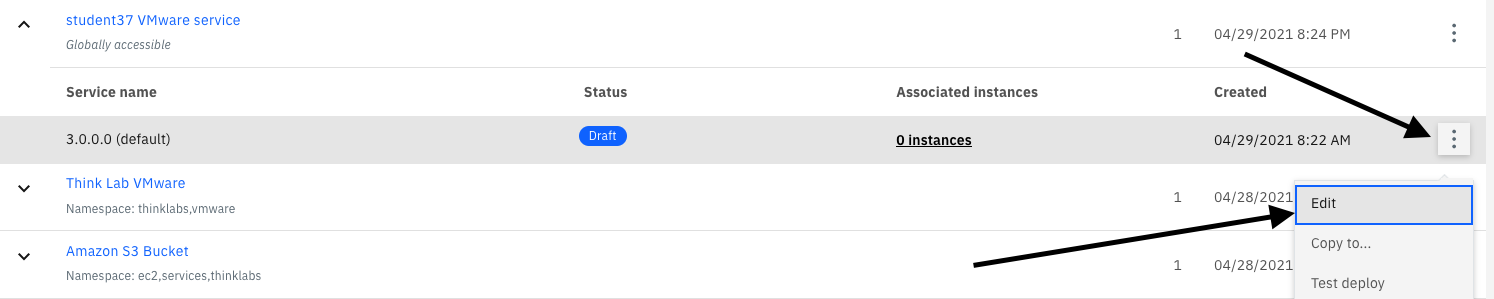 student37 VMware service
Globally accessible
1 04/29/2021 8:24 PM
Service name Status Associated instances Created
3.0.0.0 (default) Draft 0 instances 04/29/2021 8:22 AM
Think Lab VMware
Namespace: thinklabs,vmware
1 04/28/2021
Edit
Copy to...
Test deploy
Amazon S3 Bucket
Namespace: ec2,services,thinklabs
1 04/28/2021